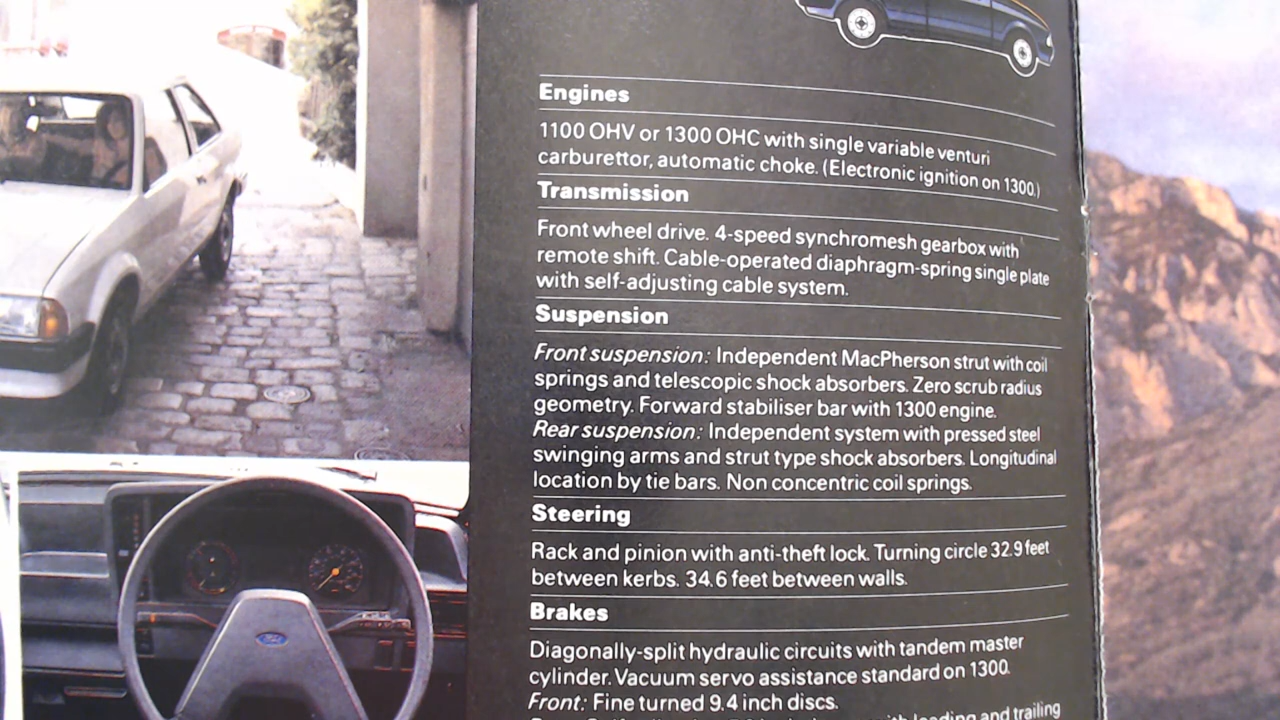 Engines
1100 OHV or 1300 OHC with single variable venturi
carburettor, automatic choke. (Electronic ignition on 1300.)
Transmission
Front wheel drive. 4-speed synchromesh gearbox with
remote shift. Cable-operated diaphragm-spring single plate
with self-adjusting cable system.
Suspension
Front suspension: Independent MacPherson strut with coil
springs and telescopic shock absorbers. Zero scrub radius
geometry. Forward stabiliser bar with 1300 engine.
Rear suspension: Independent system with pressed steel
swinging arms and strut type shock absorbers. Longitudinal
location by tie bars. Non concentric coil springs.
Steering
Rack and pinion with anti-theft lock. Turning circle 32.9 feet
between kerbs. 34.6 feet between walls.
Brakes
Diagonally-split hydraulic circuits with tandem master
cylinder. Vacuum servo assistance standard on 1300.
Front: Fine turned 9.4 inch discs.
with leading and trailing